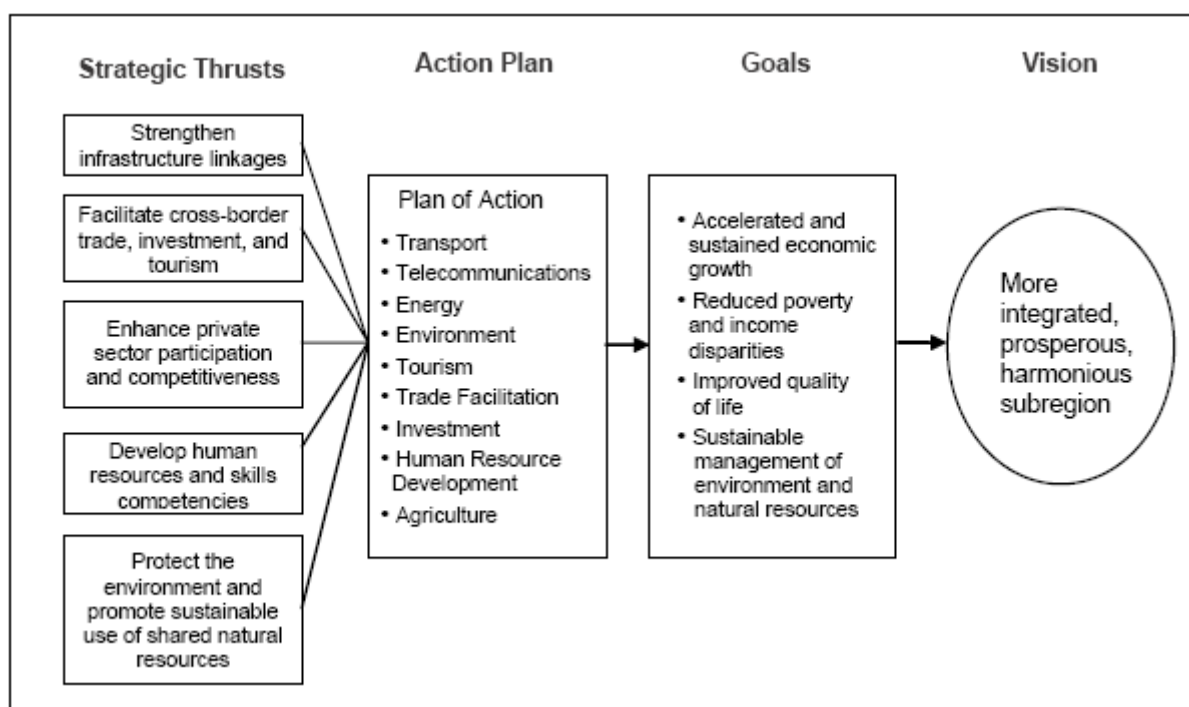 Strategic Thrusts
Action Plan
Goals
Vision
Strengthen
infrastructure linkages
Facilitate cross-border
trade, investment, and
tourism
Enhance private
sector participation
and competitiveness
Develop human
resources and skills
competencies
Protect the
environment and
promote sustainable
use of shared natural
resources
Plan of Action
• Transport
• Telecommunications
• Energy
• Environment
• Tourism
• Trade Facilitation
• Investment
• Human Resource
Development
• Agriculture
• Accelerated and
sustained economic
growth
• Reduced poverty
and income
disparities
• Improved quality
of life
• Sustainable
management of
environment and
natural resources
More
integrated,
prosperous,
harmonious
subregion